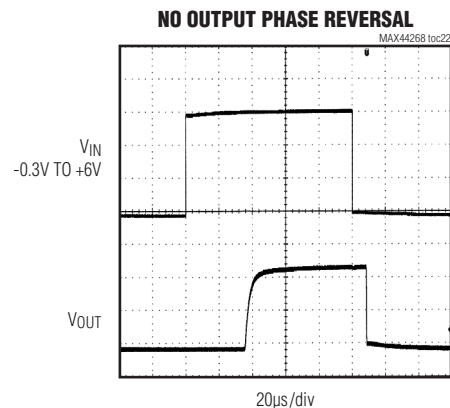 NO OUTPUT PHASE REVERSAL
MAX44268 toc22
VIN
-0.3V TO +6V
VOUT
20µs/div